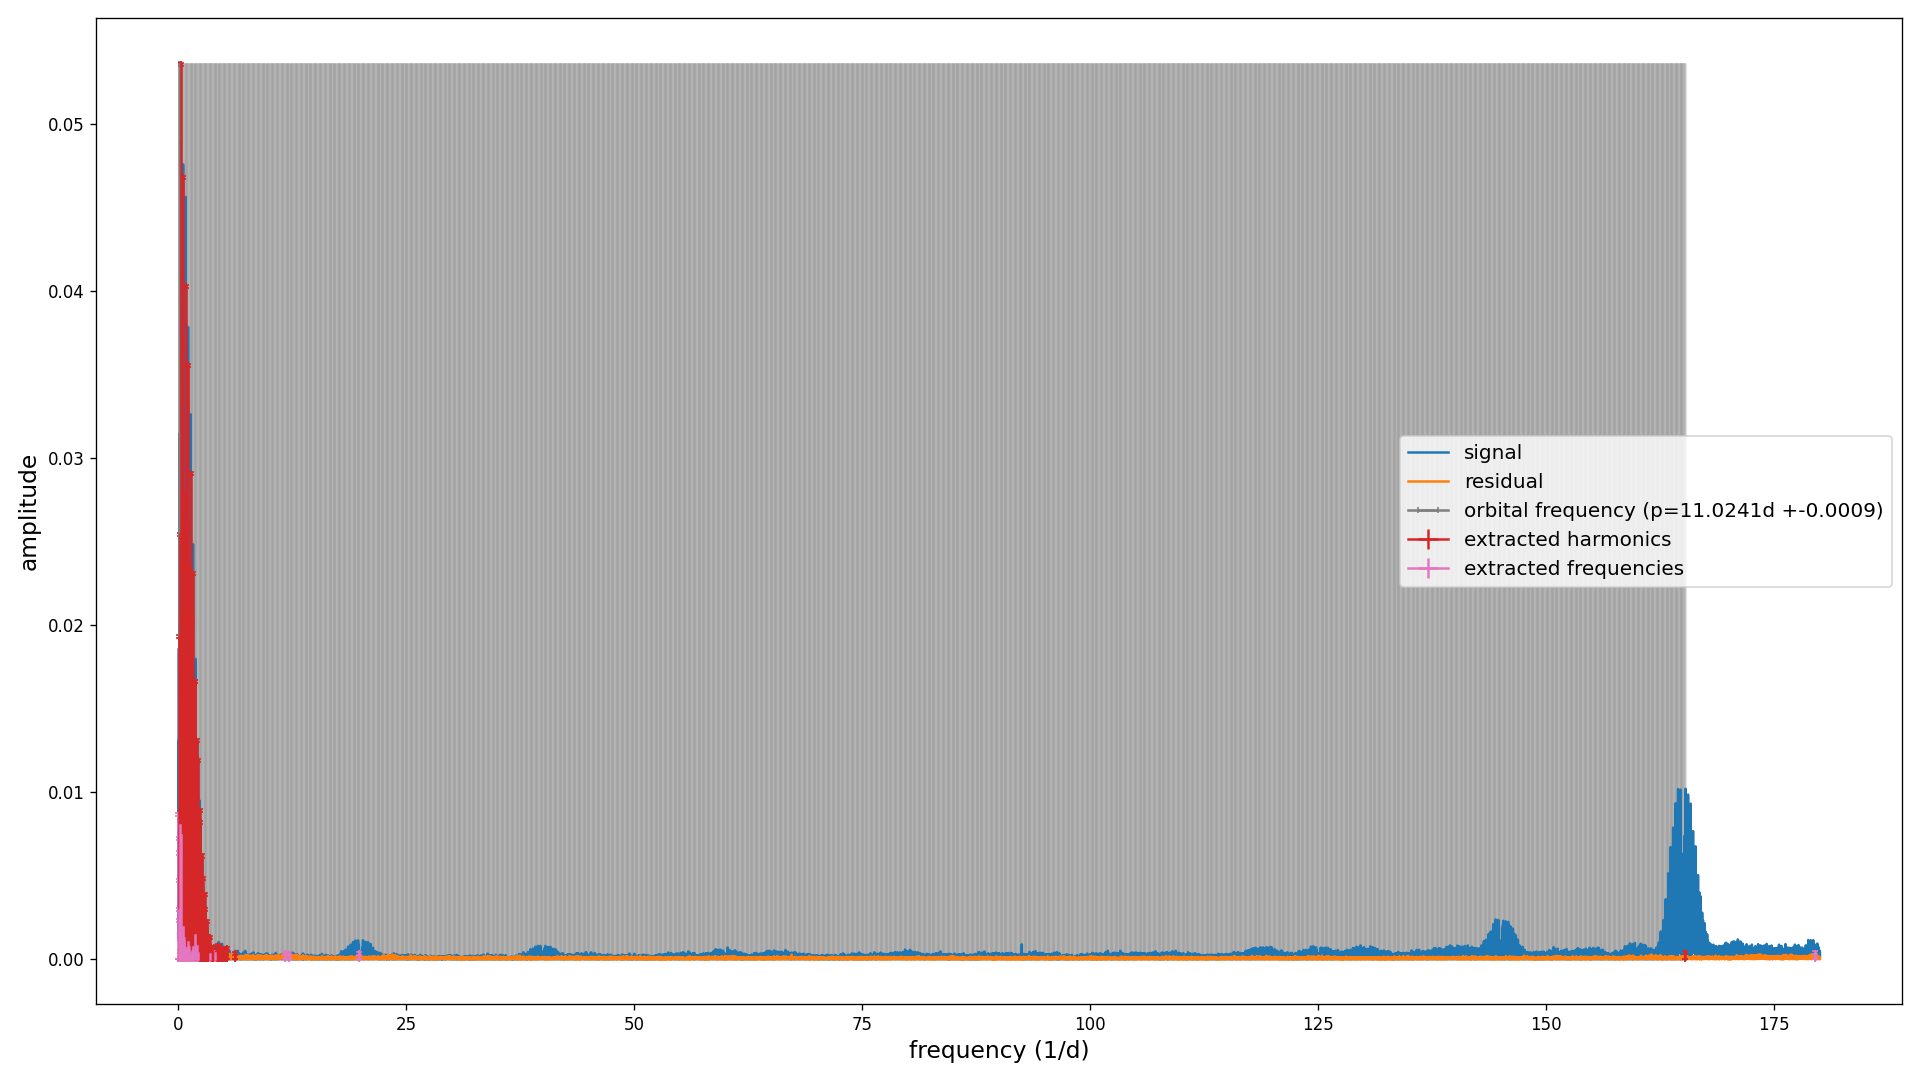 amplitude
0.05
0.04
0.03
0.02
0.01
0.00
signal
residual
orbital frequency (p=11.0241d +-0.0009)
extracted harmonics
extracted frequencies
0 25 50 75 100 125 150 175
frequency (1/d)